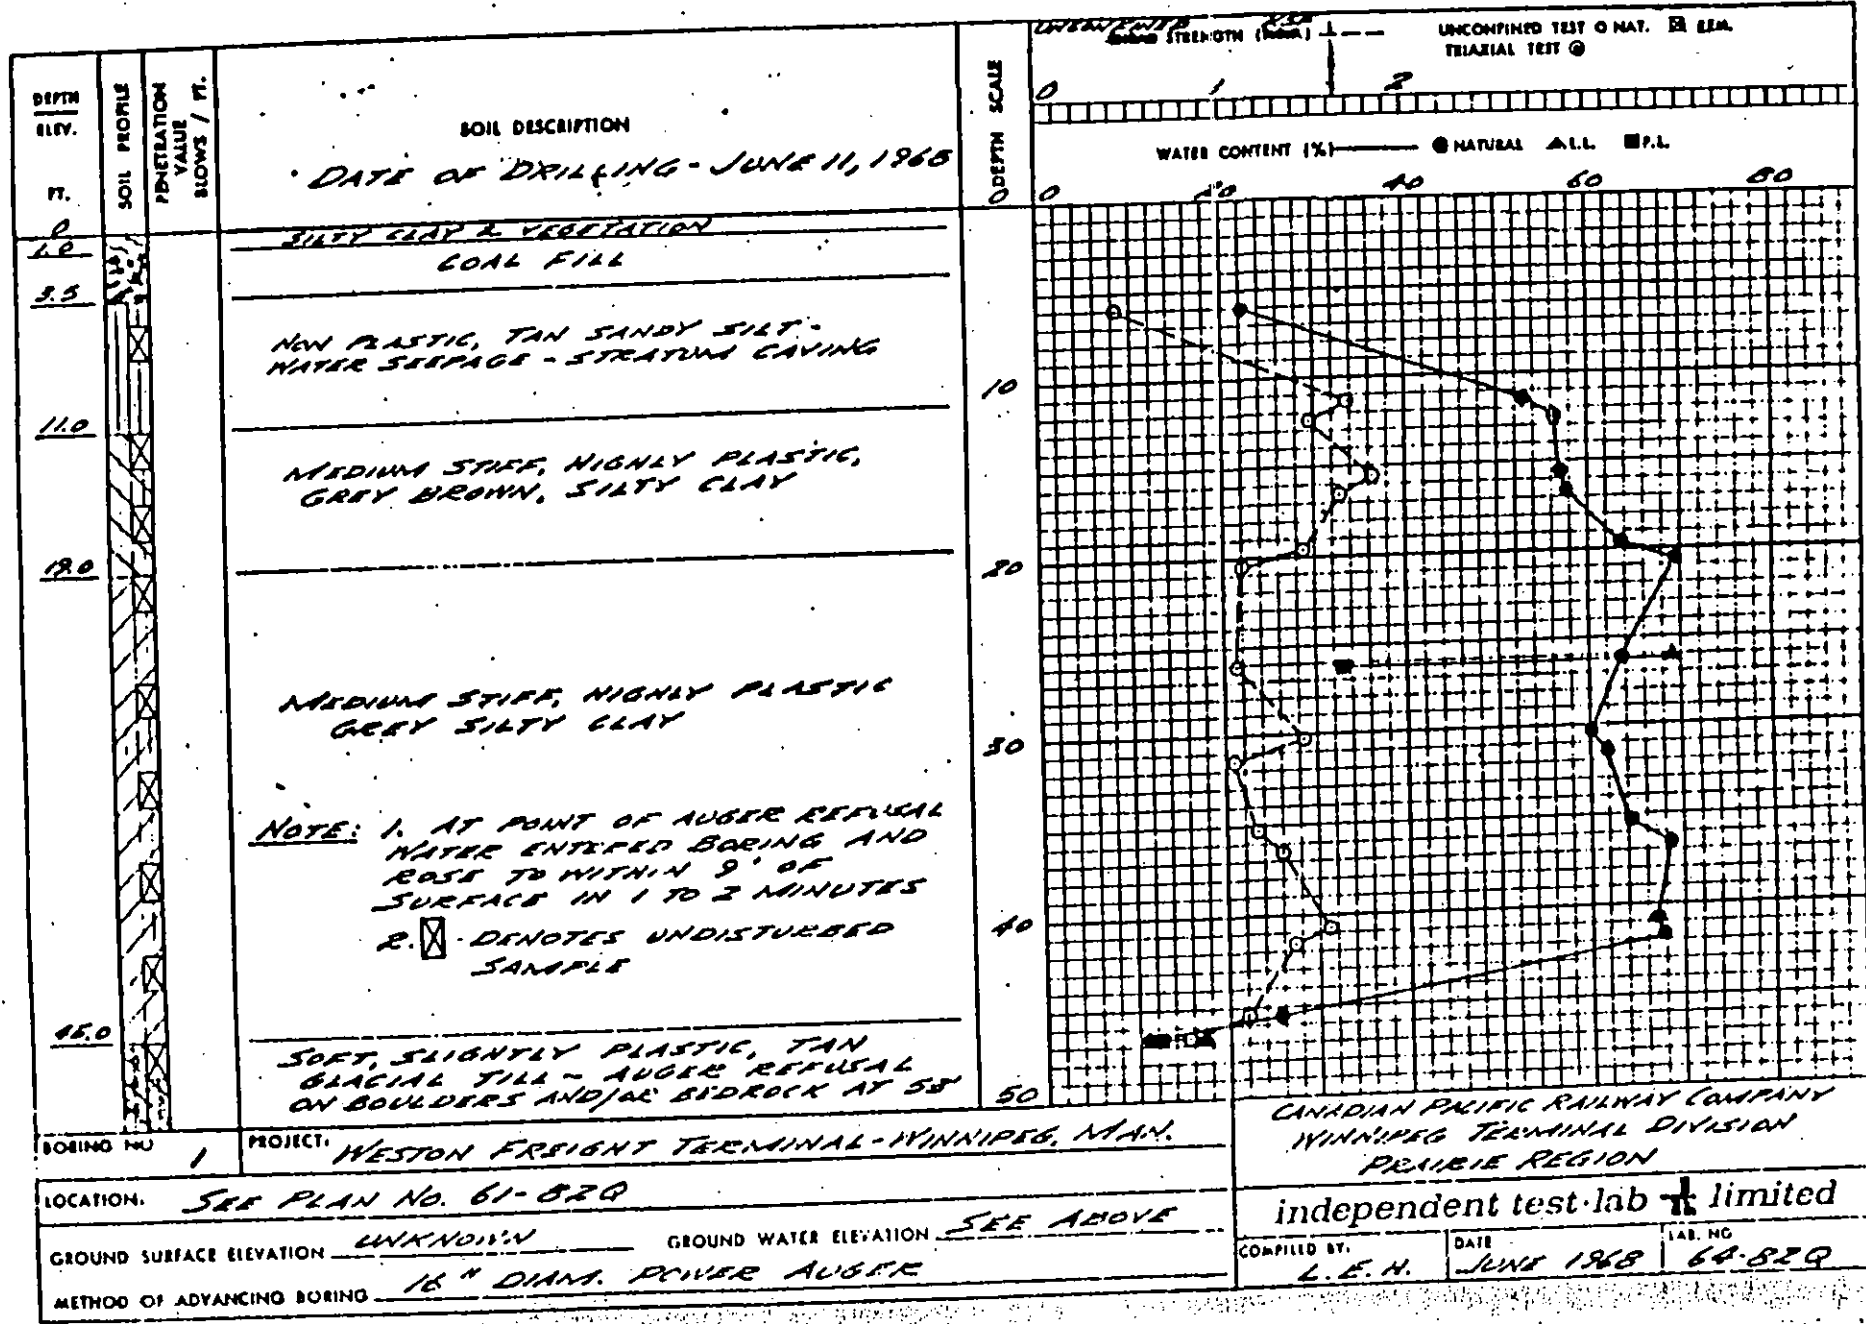 UNCONFINED KSF
STRENGTH
UNCONFINED TEST O NAT. ☒ REM.
TRIAXIAL TEST
0 1 2
WATER CONTENT (%) ● NATURAL ▲ L.L. ■ P.L.
0 20 40 60 80
DEPTH
ELEV.
FT.
SOIL PROFILE
PENETRATION
VALUE
BLOWS / FT.
SOIL DESCRIPTION
DATE OF DRILLING - JUNE 11, 1968
DEPTH SCALE
0
0
SILTY CLAY & VEGETATION
1.0
COAL FILL
3.5
NON PLASTIC, TAN SANDY SILT -
WATER SEEPAGE - STRATUM CAVING
10
11.0
MEDIUM STIFF, HIGHLY PLASTIC,
GREY BROWN, SILTY CLAY
19.0
20
MEDIUM STIFF, HIGHLY PLASTIC
GREY SILTY CLAY
30
NOTE: 1. AT POINT OF AUGER REFUSAL
WATER ENTERED BORING AND
ROSE TO WITHIN 9' OF
SURFACE IN 1 TO 2 MINUTES
2. ☒ - DENOTES UNDISTURBED
SAMPLE
40
45.0
SOFT, SLIGHTLY PLASTIC, TAN
GLACIAL TILL - AUGER REFUSAL
ON BOULDERS AND/OR BEDROCK AT 53'
50
BORING NO 1
PROJECT. WESTON FREIGHT TERMINAL-WINNIPEG, MAN.
CANADIAN PACIFIC RAILWAY COMPANY
WINNIPEG TERMINAL DIVISION
PRAIRIE REGION
LOCATION. SEE PLAN NO. 61-82Q
independent test·lab limited
GROUND SURFACE ELEVATION UNKNOWN GROUND WATER ELEVATION SEE ABOVE
METHOD OF ADVANCING BORING 16" DIAM. POWER AUGER
COMPILED BY. L.E.H.
DATE JUNE 1968
LAB. NO 64-82Q